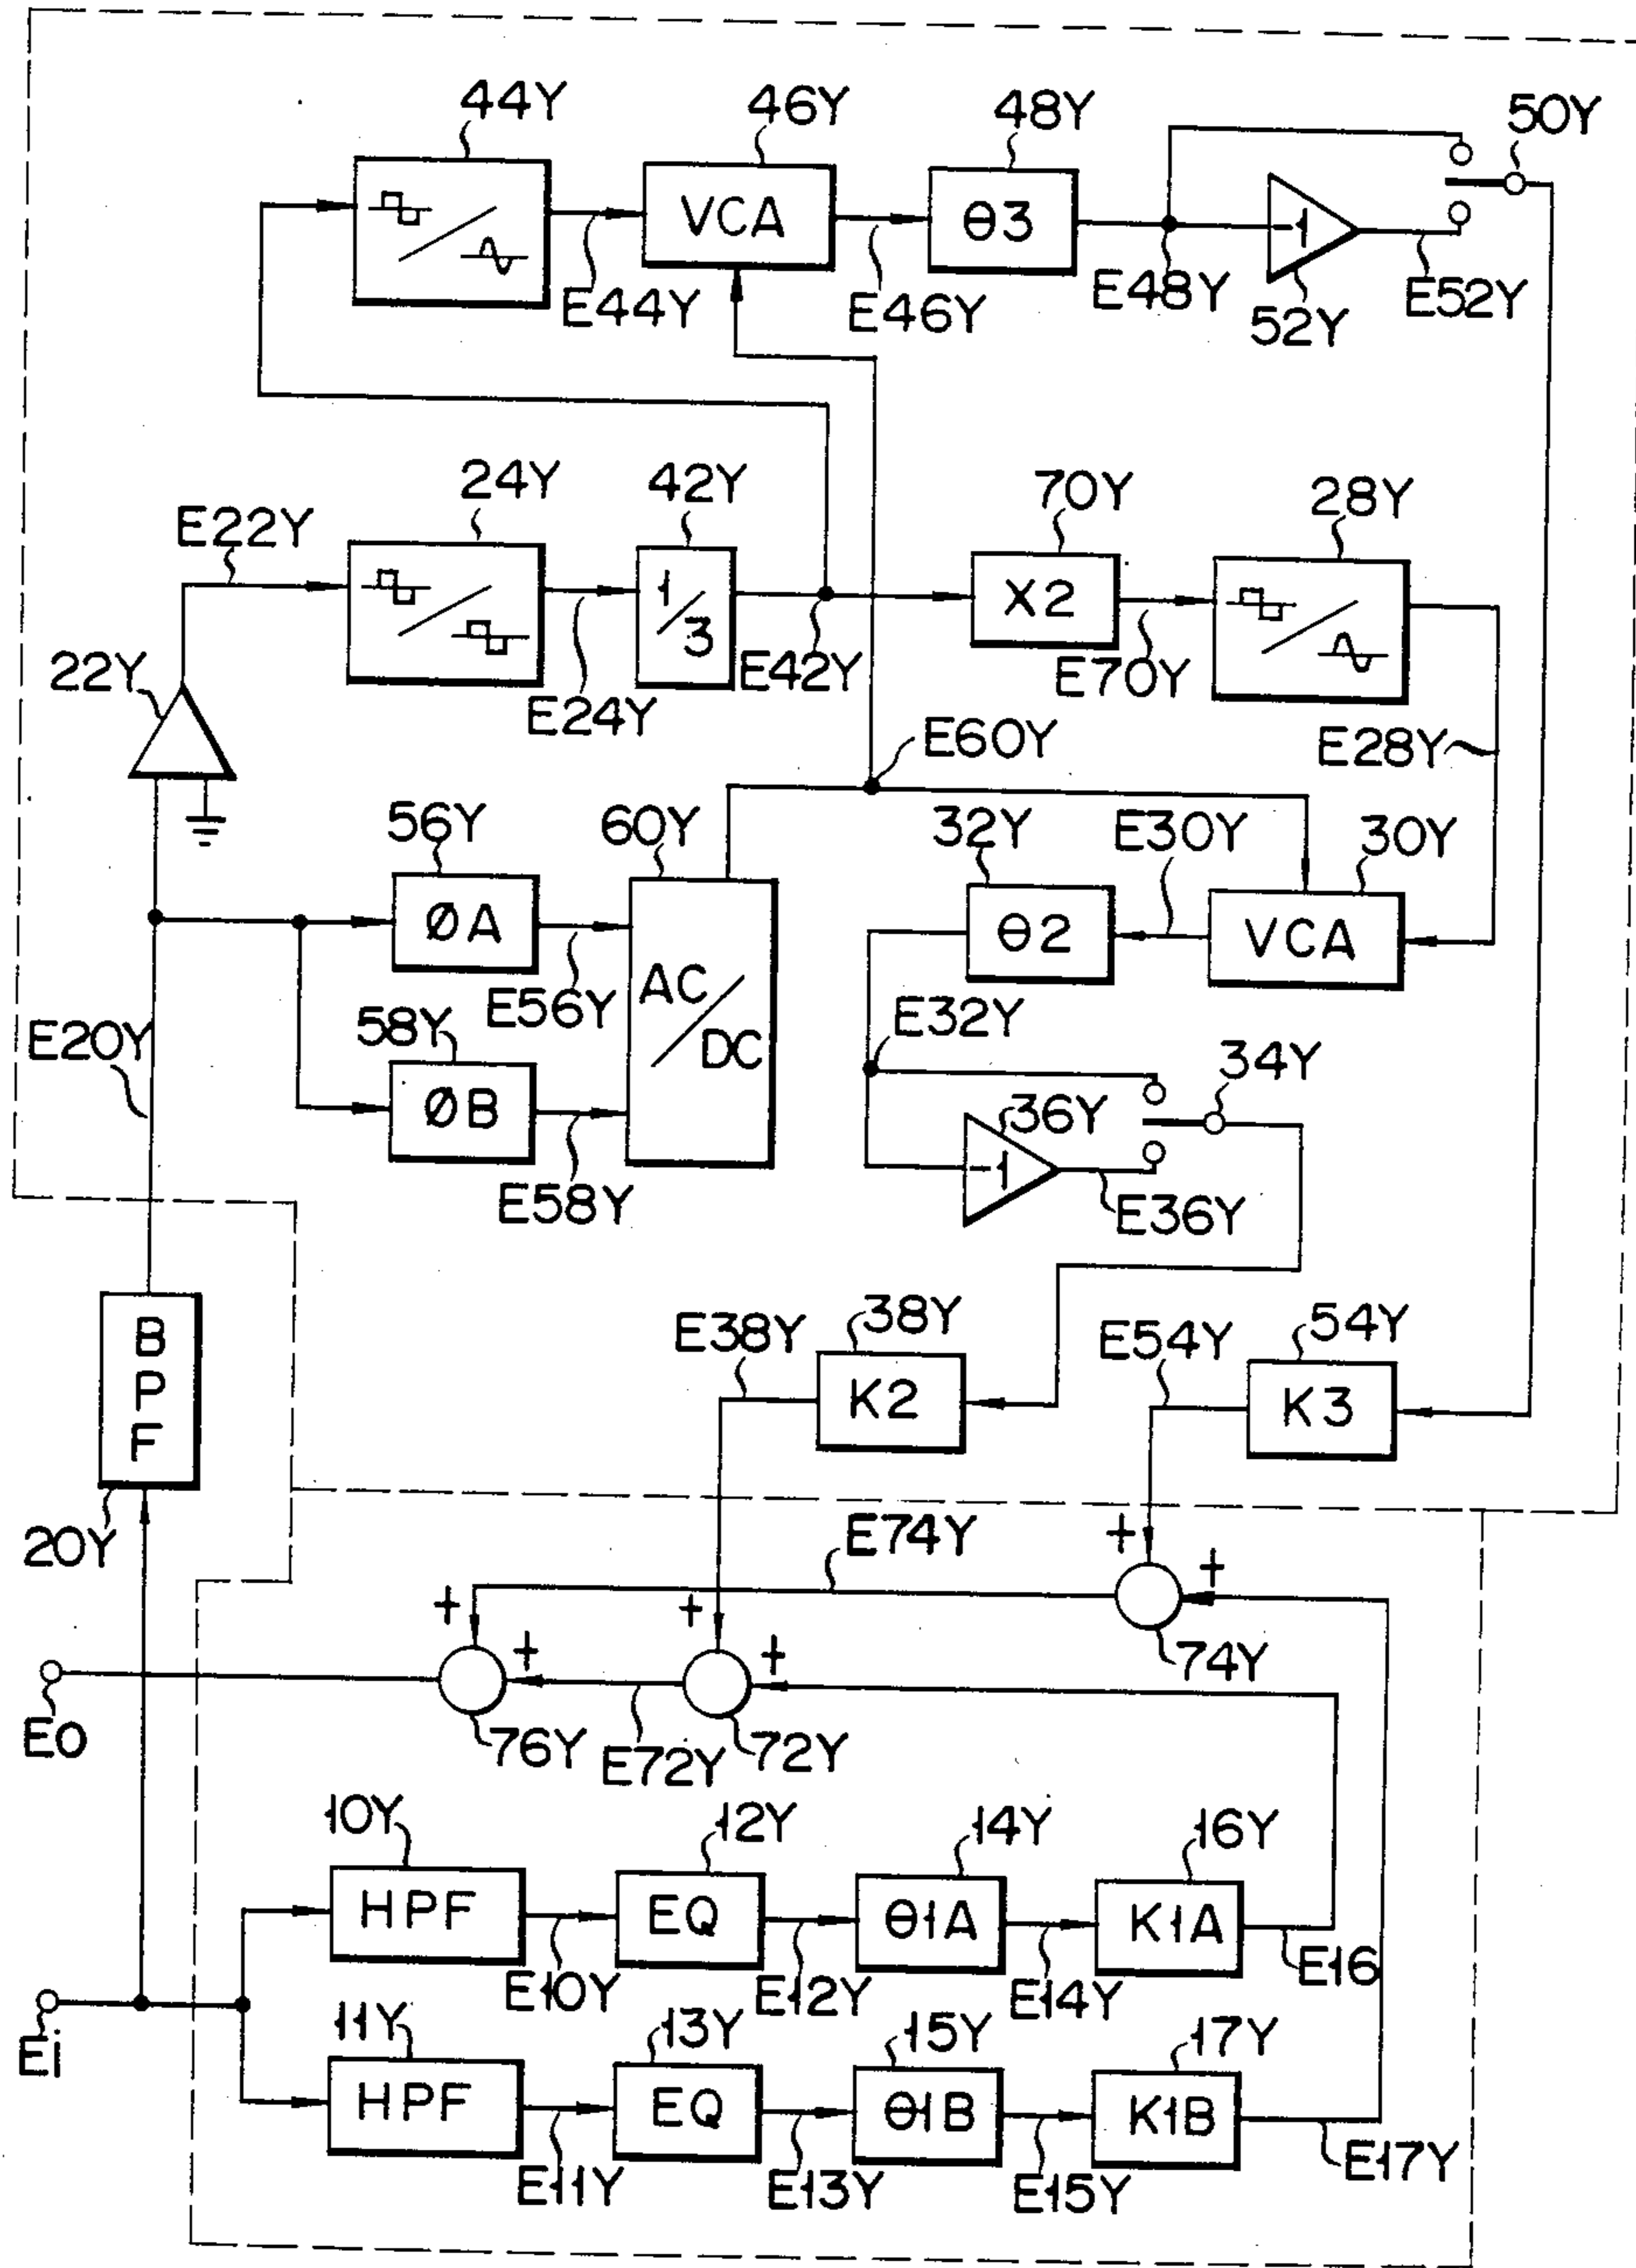 44Y
46Y
48Y
50Y
VCA
θ3
-1
E44Y
E46Y
E48Y
52Y
E52Y
24Y
42Y
70Y
28Y
E22Y
1/3
X2
22Y
E24Y
E42Y
E70Y
E60Y
E28Y
56Y
60Y
32Y
E30Y
30Y
ØA
θ2
VCA
E56Y
AC/DC
E20Y
58Y
E32Y
34Y
ØB
36Y
-1
E58Y
E36Y
BPF
E38Y
38Y
E54Y
54Y
K2
K3
20Y
E74Y
+
+
+
+
+
+
74Y
E0
76Y
E72Y
72Y
10Y
12Y
14Y
16Y
HPF
EQ
θ1A
K1A
E10Y
E12Y
E14Y
E16
Ei
11Y
13Y
15Y
17Y
HPF
EQ
θ1B
K1B
E11Y
E13Y
E15Y
E17Y